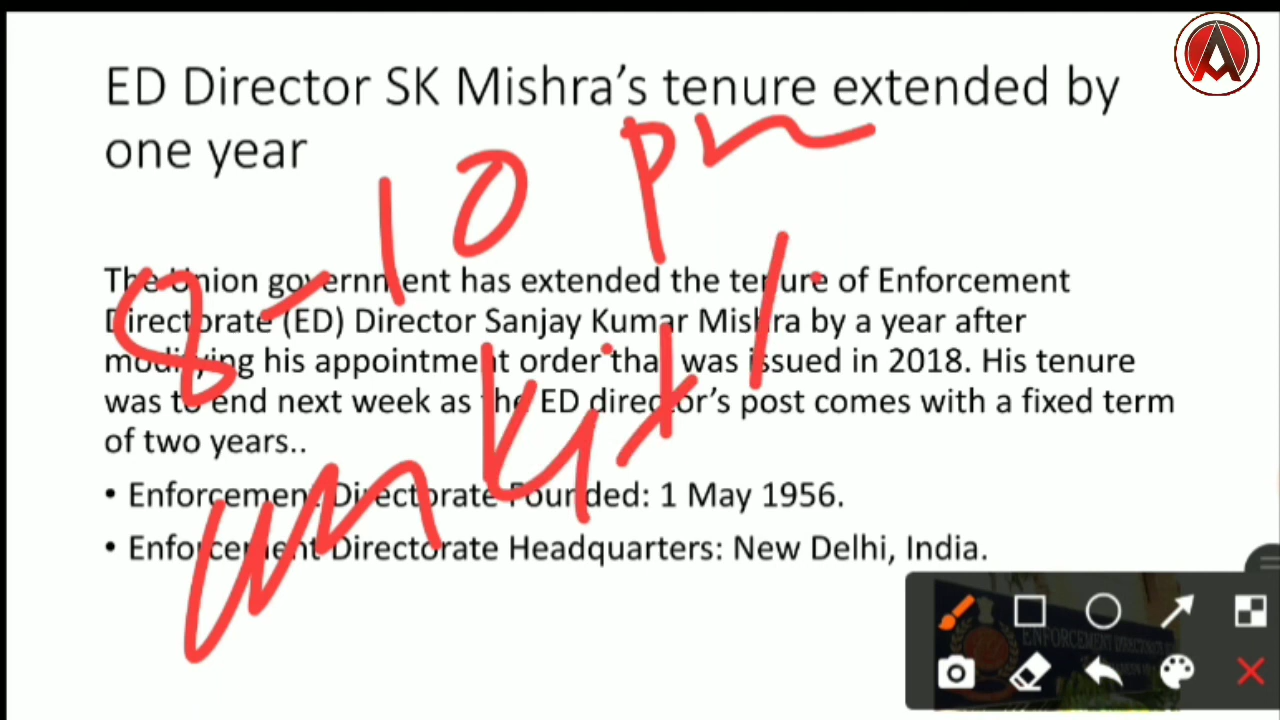 ED Director SK Mishra’s tenure extended by
one year
8-10 pm
The Union government has extended the tenure of Enforcement
Directorate (ED) Director Sanjay Kumar Mishra by a year after
modifying his appointment order that was issued in 2018. His tenure
was to end next week as the ED director’s post comes with a fixed term
of two years..
• Enforcement Directorate Founded: 1 May 1956.
• Enforcement Directorate Headquarters: New Delhi, India.
ENFORCEMENT DIRECT